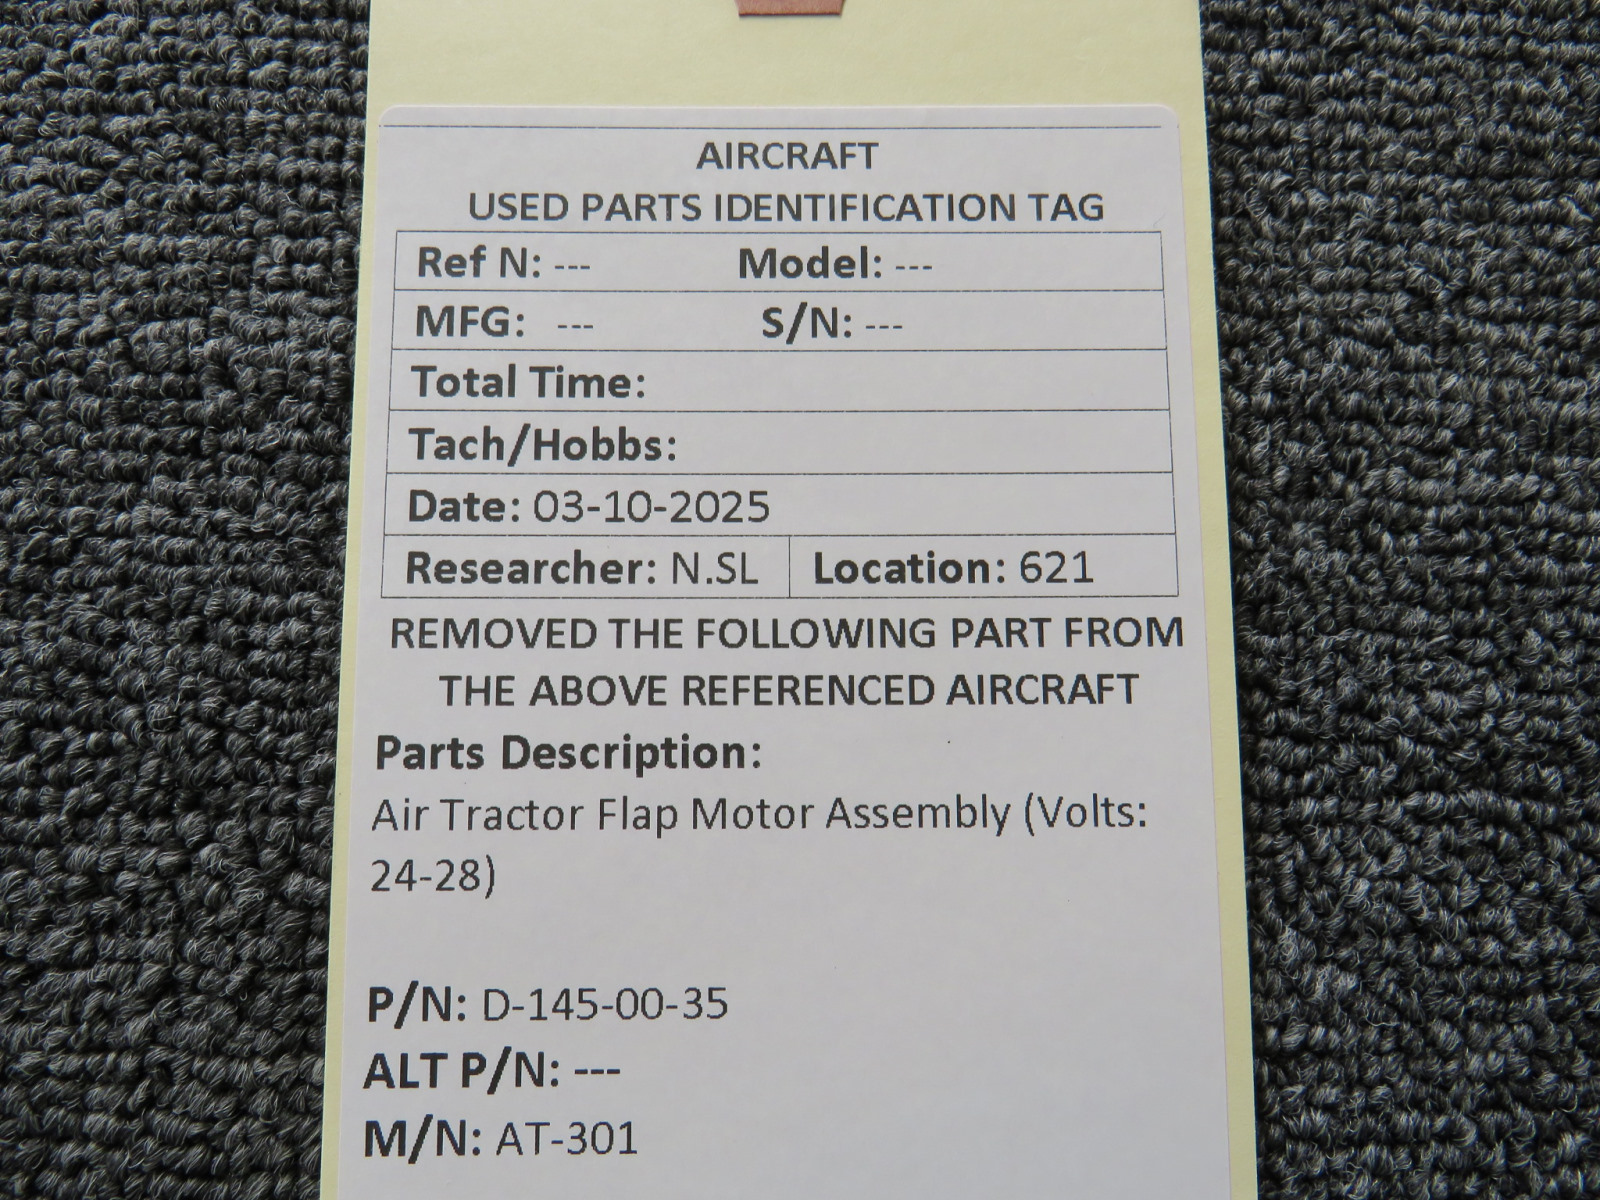 AIRCRAFT
USED PARTS IDENTIFICATION TAG
Ref N: --- Model: ---
MFG: --- S/N: ---
Total Time:
Tach/Hobbs:
Date: 03-10-2025
Researcher: N.SL Location: 621
REMOVED THE FOLLOWING PART FROM
THE ABOVE REFERENCED AIRCRAFT
Parts Description:
Air Tractor Flap Motor Assembly (Volts:
24-28)
P/N: D-145-00-35
ALT P/N: ---
M/N: AT-301